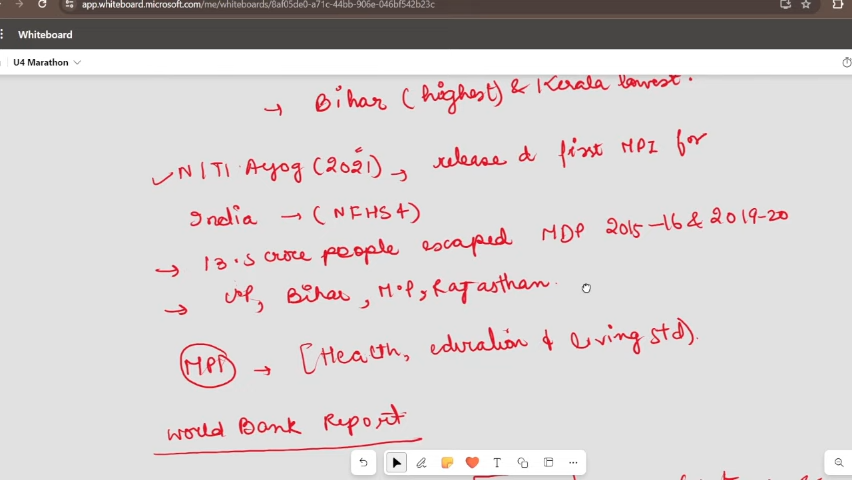 app.whiteboard.microsoft.com/me/whiteboards/8af05de0-a71c-44bb-906e-046bf542b23c
Whiteboard
U4 Marathon
→ Bihar (highest) & Kerala lowest.
✓ NITI Ayog (2021) → released first MPI for
India → (NFHS4)
→ 13.5 crore people escaped MDP 2015-16 & 2019-20
→ UP, Bihar, M.P, Rajasthan.
MPI → [Health, education & living std).
World Bank Report
T